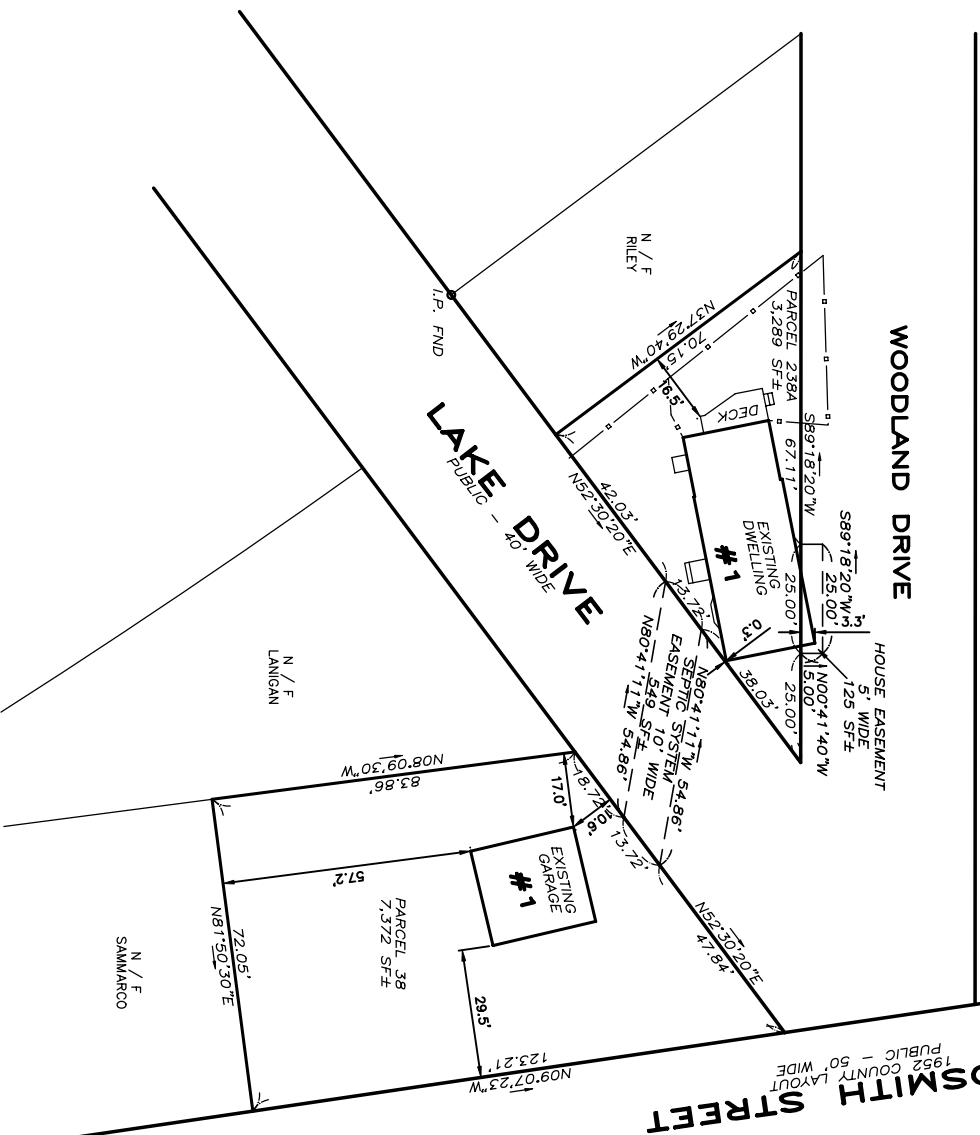 WOODLAND DRIVE
N / F
RILEY
I.P. FND
N37°29'40"W
70.15'
16.5'
PARCEL 238A
3,289 SF±
DECK
S89°18'20"W
67.11'
S89°18'20"W
25.00'
25.00'
3.3'
HOUSE EASEMENT
5' WIDE
125 SF±
N00°41'40"W
5.00'
25.00'
EXISTING
DWELLING
#1
42.03'
N52°30'20"E
13.72'
0.3'
38.03'
LAKE DRIVE
PUBLIC - 40' WIDE
N80°41'11"W 54.86'
SEPTIC SYSTEM
EASEMENT 10' WIDE
549 SF±
N80°41'11"W 54.86'
N / F
LANIGAN
N08°09'30"W
83.86'
17.0'
18.72'
10.6'
13.72'
N52°30'20"E
47.84'
EXISTING
GARAGE
#1
57.2'
PARCEL 38
7,372 SF±
29.5'
72.05'
N81°50'30"E
N / F
SAMMARCO
123.21'
N09°07'23"W
DSMITH STREET
PUBLIC - 50' WIDE
1952 COUNTY LAYOUT